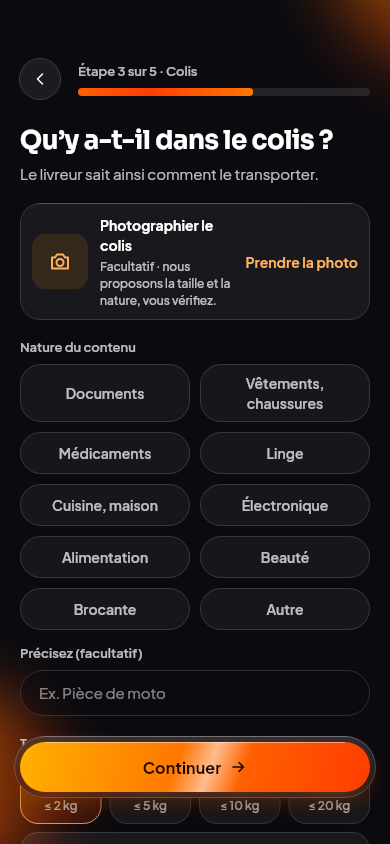 Étape 3 sur 5 · Colis
Qu’y a-t-il dans le colis ?
Le livreur sait ainsi comment le transporter.
Photographier le
colis
Facultatif · nous
proposons la taille et la
nature, vous vérifiez.
Prendre la photo
Nature du contenu
Documents
Vêtements,
chaussures
Médicaments
Linge
Cuisine, maison
Électronique
Alimentation
Beauté
Brocante
Autre
Précisez (facultatif)
Ex. Pièce de moto
Continuer →
≤ 2 kg
≤ 5 kg
≤ 10 kg
≤ 20 kg